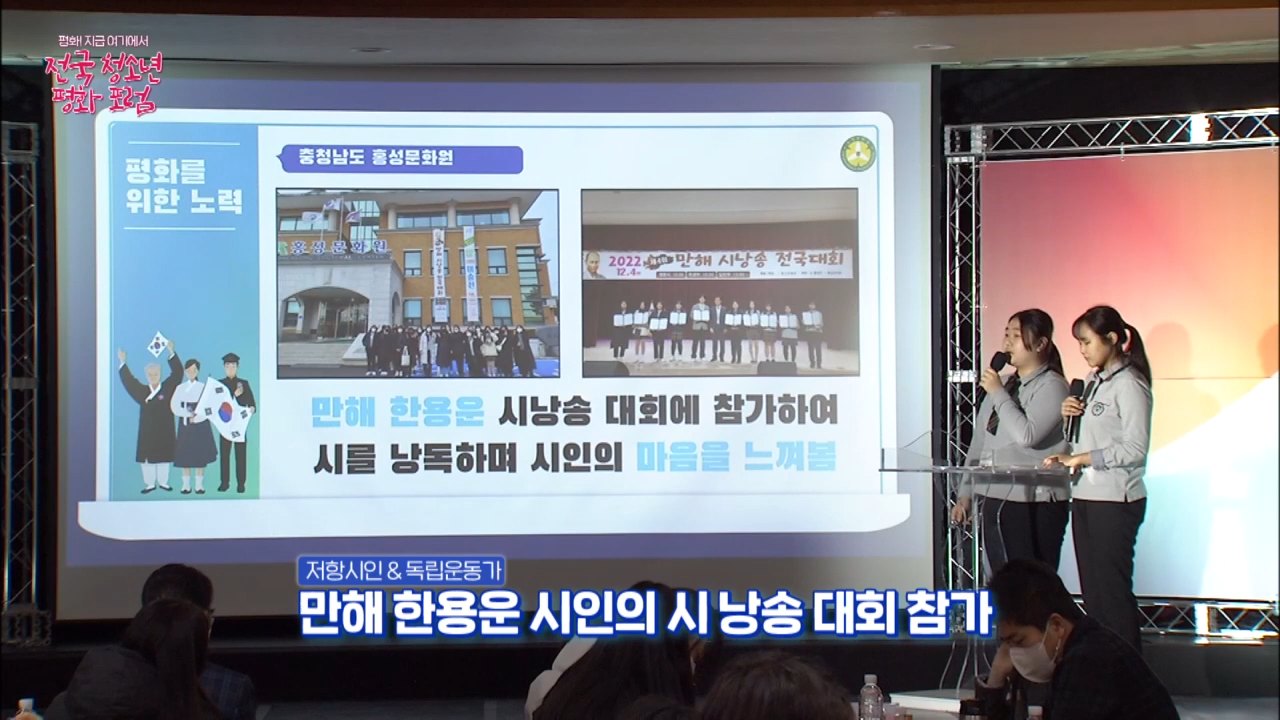 평화! 지금 여기에서
전국 청소년
평화 포럼
평화를
위한 노력
충청남도 홍성문화원
홍성문화원
2022
12.4
만해 시낭송 전국대회
만해 한용운 시낭송 대회에 참가하여
시를 낭독하며 시인의 마음을 느껴봄
저항시인 & 독립운동가
만해 한용운 시인의 시 낭송 대회 참가